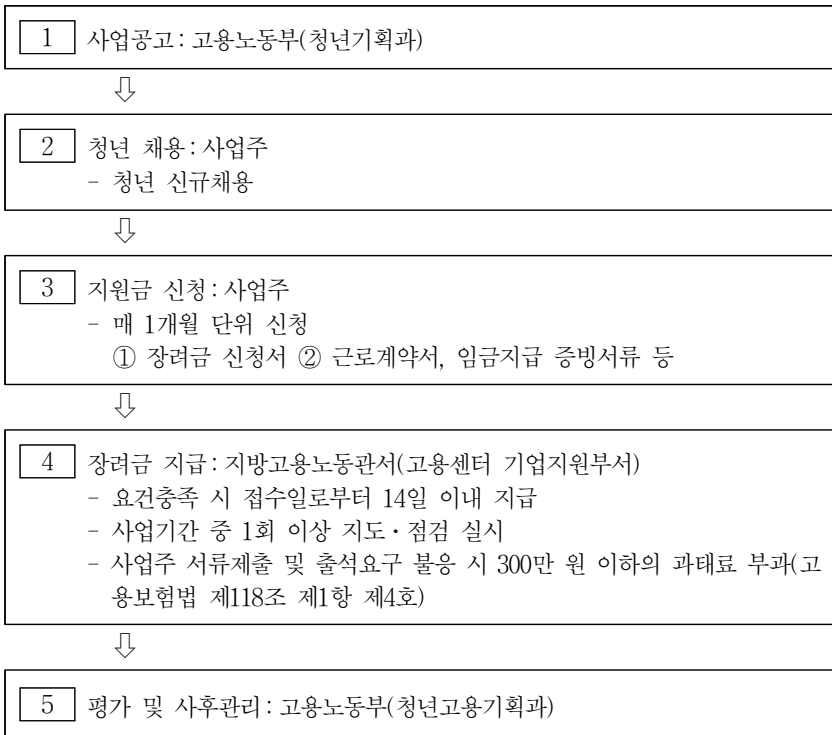 1 사업공고 : 고용노동부(청년기획과)
⇩
2 청년 채용 : 사업주
- 청년 신규채용
⇩
3 지원금 신청 : 사업주
- 매 1개월 단위 신청
① 장려금 신청서 ② 근로계약서, 임금지급 증빙서류 등
⇩
4 장려금 지급 : 지방고용노동관서(고용센터 기업지원부서)
- 요건충족 시 접수일로부터 14일 이내 지급
- 사업기간 중 1회 이상 지도・점검 실시
- 사업주 서류제출 및 출석요구 불응 시 300만 원 이하의 과태료 부과(고
용보험법 제118조 제1항 제4호)
⇩
5 평가 및 사후관리 : 고용노동부(청년고용기획과)